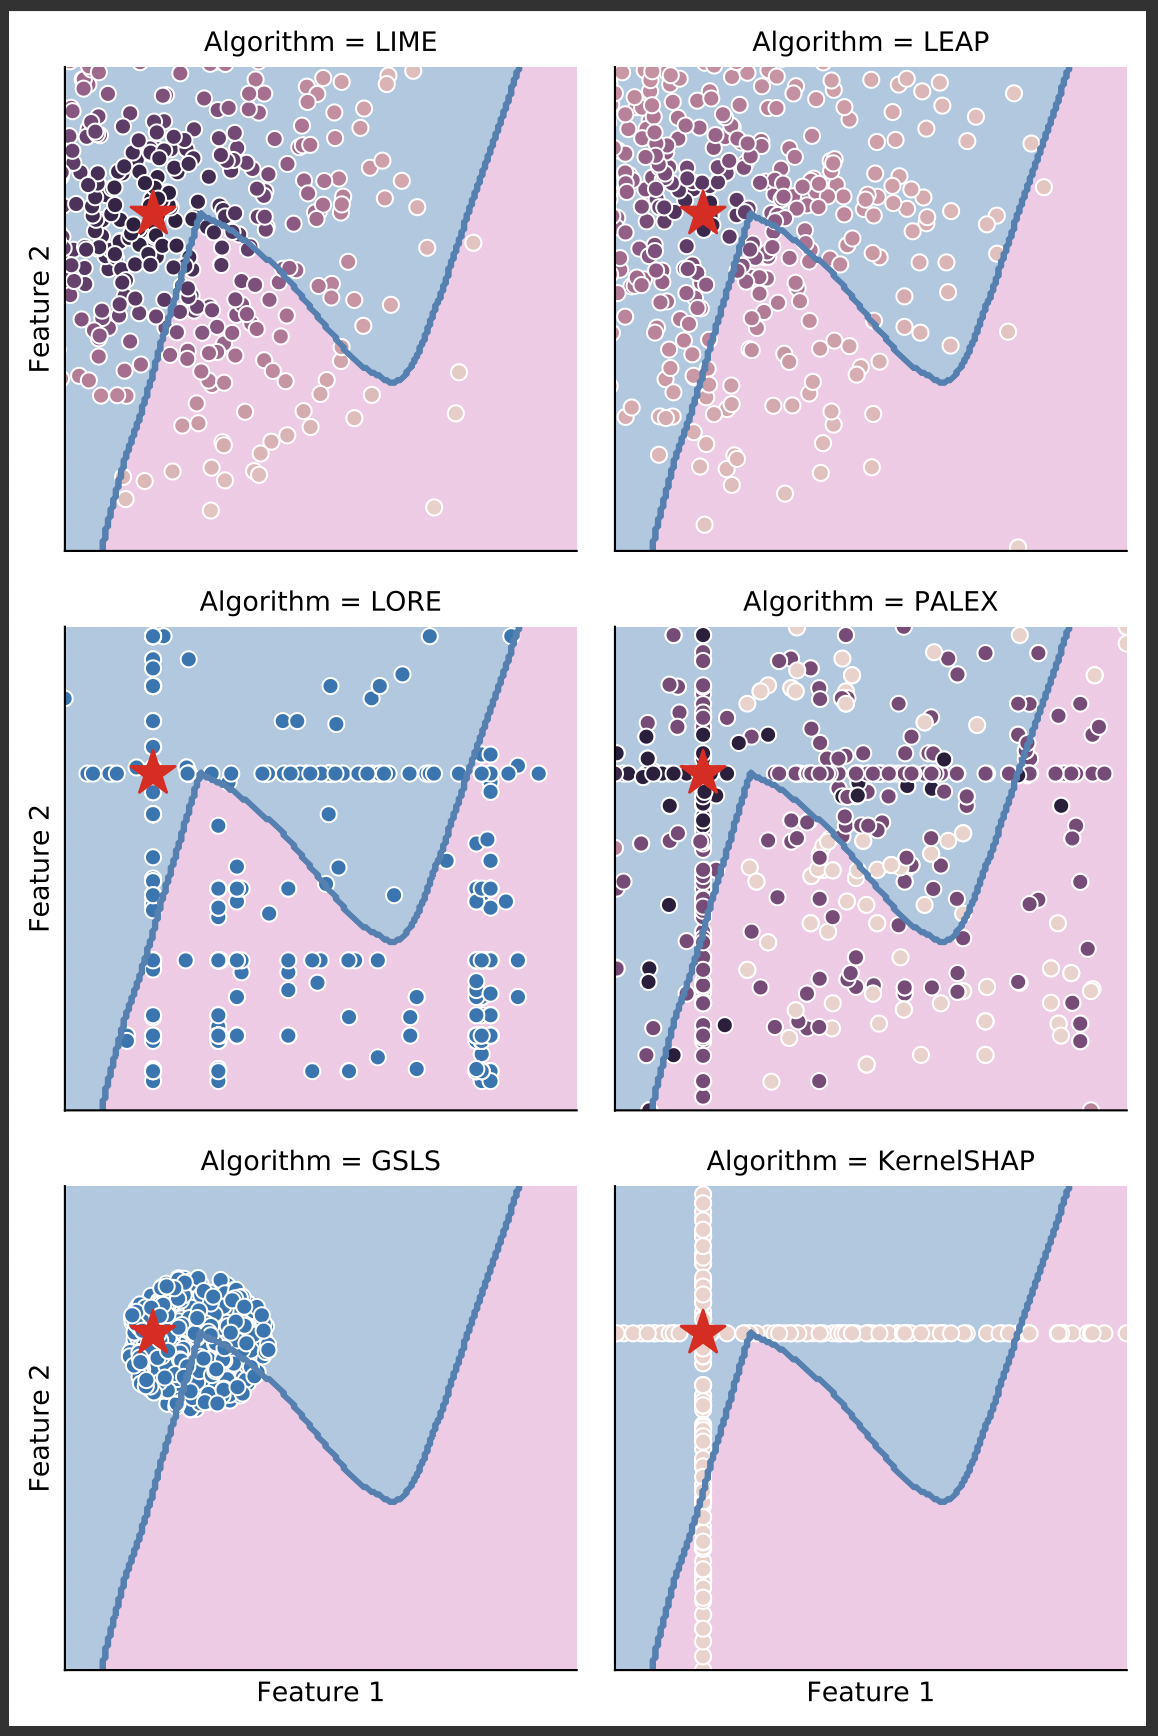 Algorithm = LIME
Algorithm = LEAP
Feature 2
Algorithm = LORE
Algorithm = PALEX
Feature 2
Algorithm = GSLS
Algorithm = KernelSHAP
Feature 2
Feature 1
Feature 1